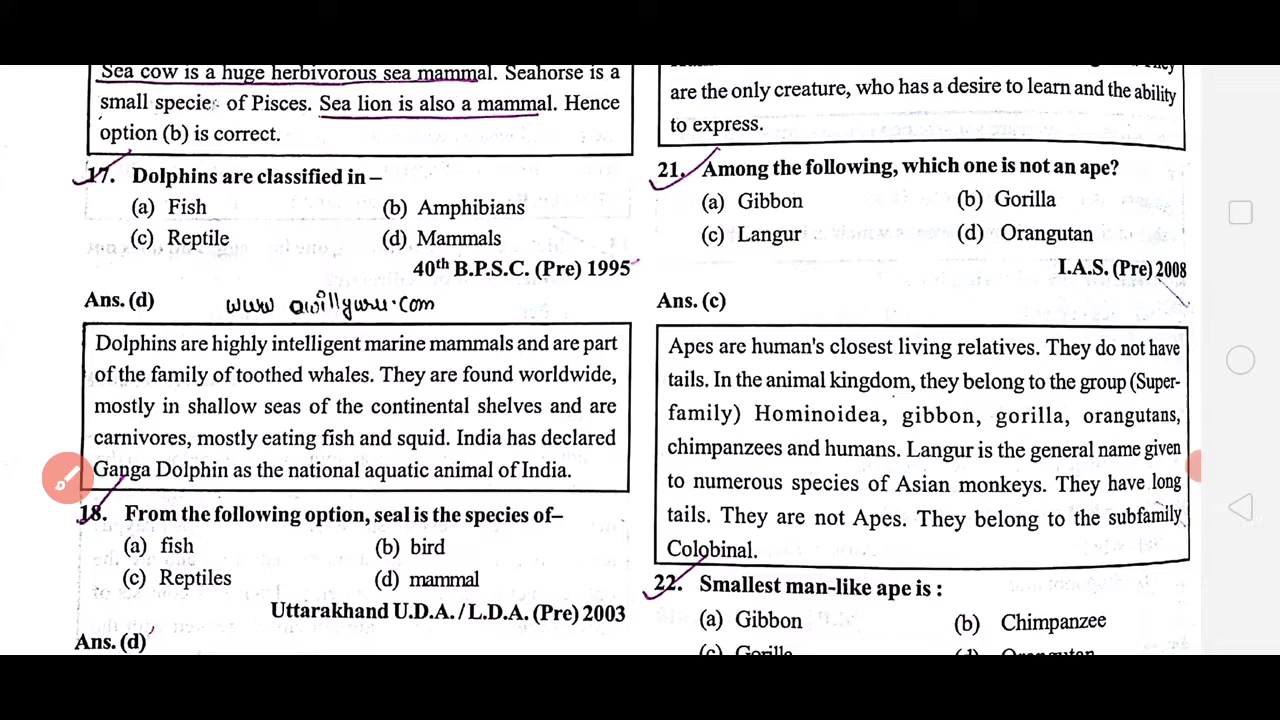 Sea cow is a huge herbivorous sea mammal. Seahorse is a
small species of Pisces. Sea lion is also a mammal. Hence
option (b) is correct.
17. Dolphins are classified in –
(a) Fish (b) Amphibians
(c) Reptile (d) Mammals
40th B.P.S.C. (Pre) 1995
Ans. (d)
Dolphins are highly intelligent marine mammals and are part
of the family of toothed whales. They are found worldwide,
mostly in shallow seas of the continental shelves and are
carnivores, mostly eating fish and squid. India has declared
Ganga Dolphin as the national aquatic animal of India.
18. From the following option, seal is the species of–
(a) fish (b) bird
(c) Reptiles (d) mammal
Uttarakhand U.D.A. / L.D.A. (Pre) 2003
Ans. (d)
They
are the only creature, who has a desire to learn and the ability
to express.
21. Among the following, which one is not an ape?
(a) Gibbon (b) Gorilla
(c) Langur (d) Orangutan
I.A.S. (Pre) 2008
Ans. (c)
Apes are human's closest living relatives. They do not have
tails. In the animal kingdom, they belong to the group (Super-
family) Hominoidea, gibbon, gorilla, orangutans,
chimpanzees and humans. Langur is the general name given
to numerous species of Asian monkeys. They have long
tails. They are not Apes. They belong to the subfamily
Colobinal.
22. Smallest man-like ape is :
(a) Gibbon (b) Chimpanzee
(c) Gorilla (d) Orangutan